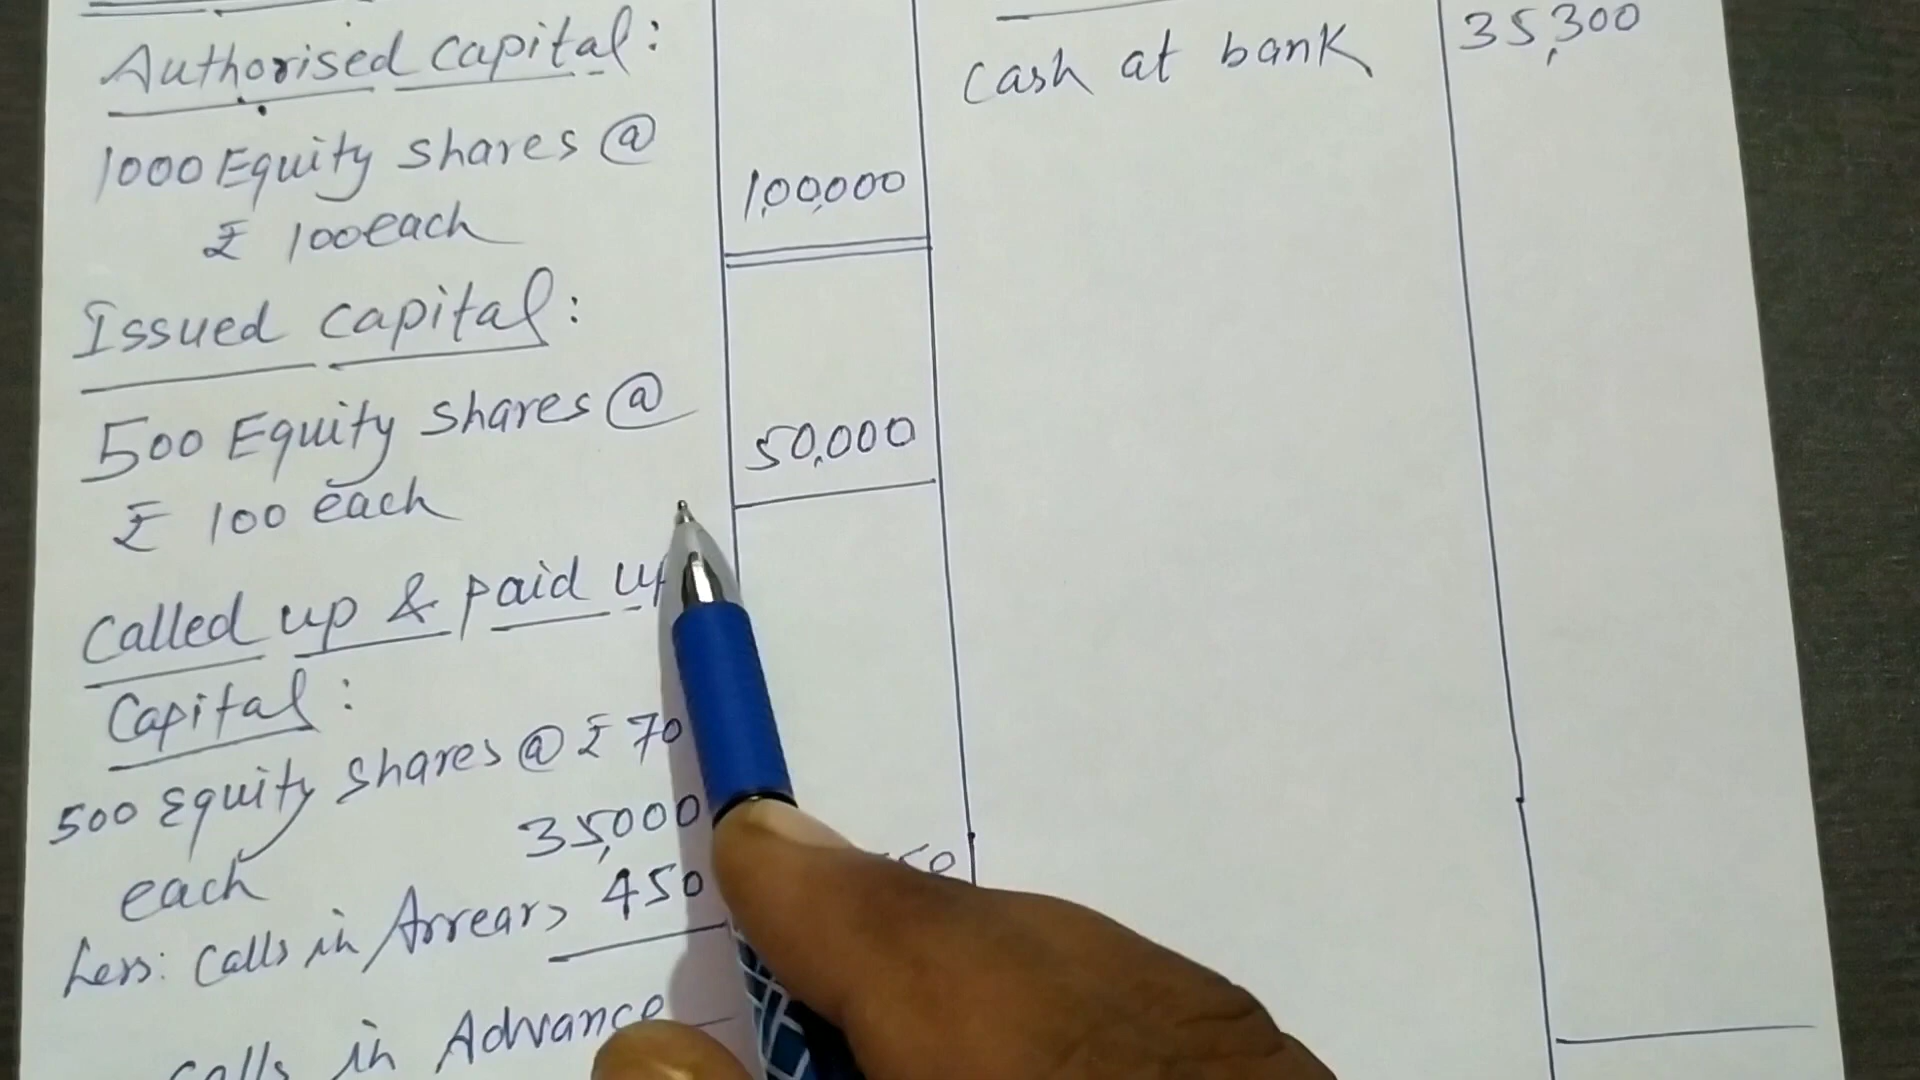 Authorised Capital:
1000 Equity Shares @
₹ 100 each
1,00,000
Issued Capital:
500 Equity Shares @
₹ 100 each
50,000
Called up & paid up
Capital:
500 Equity Shares @ ₹ 70
each
35,000
Less: Calls in Arrears 450
Calls in Advance
Cash at bank
35,300